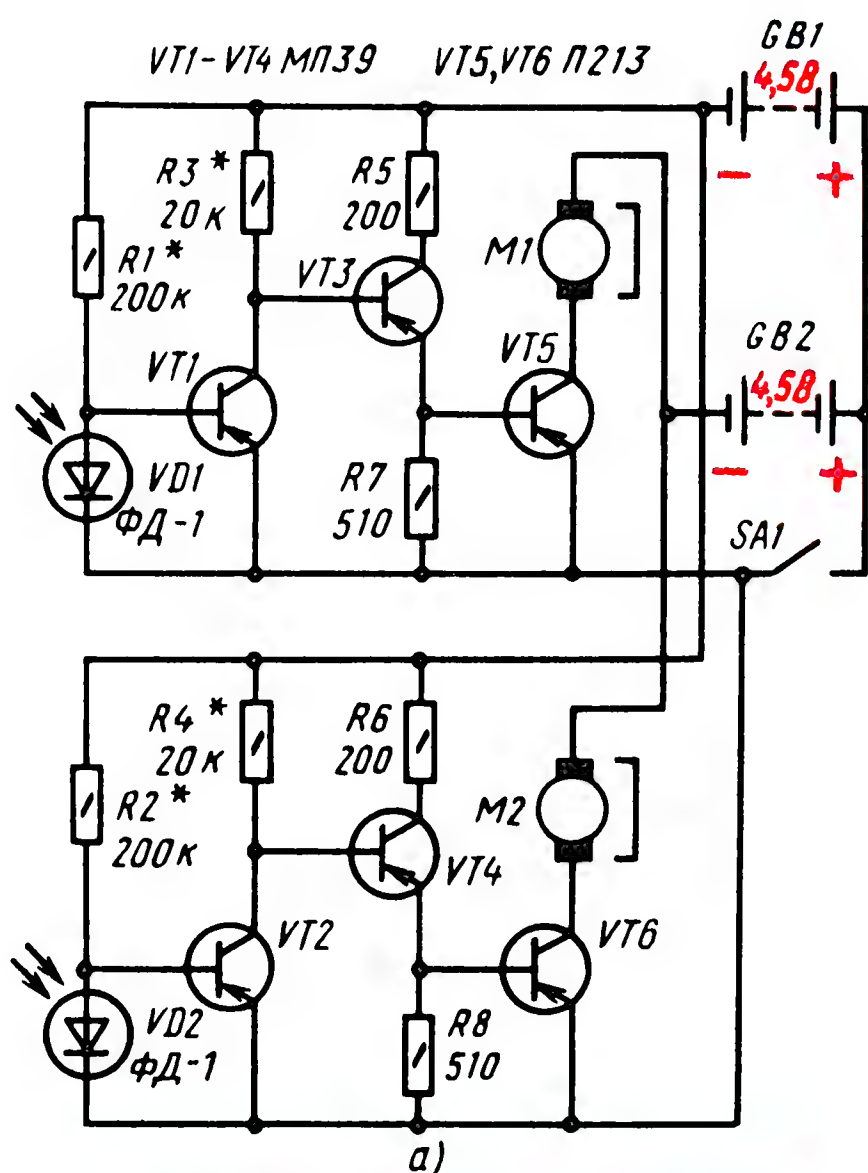 VT1-VT4 МП39 VT5,VT6 П213
GB1
4,5В
R3*
20к
R5
200
R1*
200к
VT3
M1
VT1
VT5
GB2
4,5В
VD1
ФД-1
R7
510
SA1
R4*
20к
R6
200
R2*
200к
M2
VT4
VT2
VT6
VD2
ФД-1
R8
510
а)